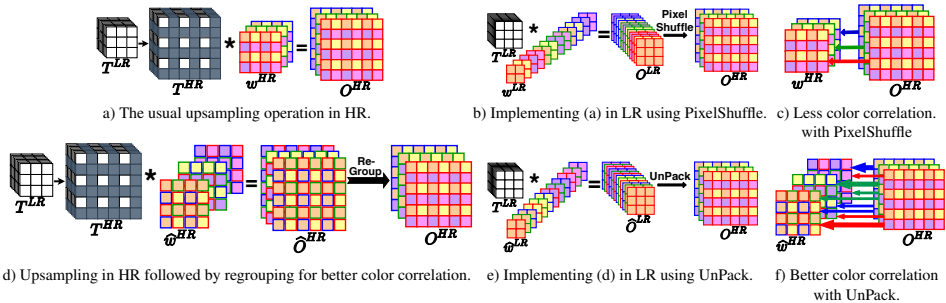 T^LR
T^HR
*
w^HR
=
O^HR
a) The usual upsampling operation in HR.
T^LR
*
w^LR
=
O^LR
Pixel
Shuffle
O^HR
b) Implementing (a) in LR using PixelShuffle.
w^HR
O^HR
c) Less color correlation.
with PixelShuffle
T^LR
T^HR
*
ŵ^HR
=
Ô^HR
Re-
Group
O^HR
d) Upsampling in HR followed by regrouping for better color correlation.
T^LR
*
ŵ^LR
=
Ô^LR
UnPack
O^HR
e) Implementing (d) in LR using UnPack.
ŵ^HR
O^HR
f) Better color correlation
with UnPack.